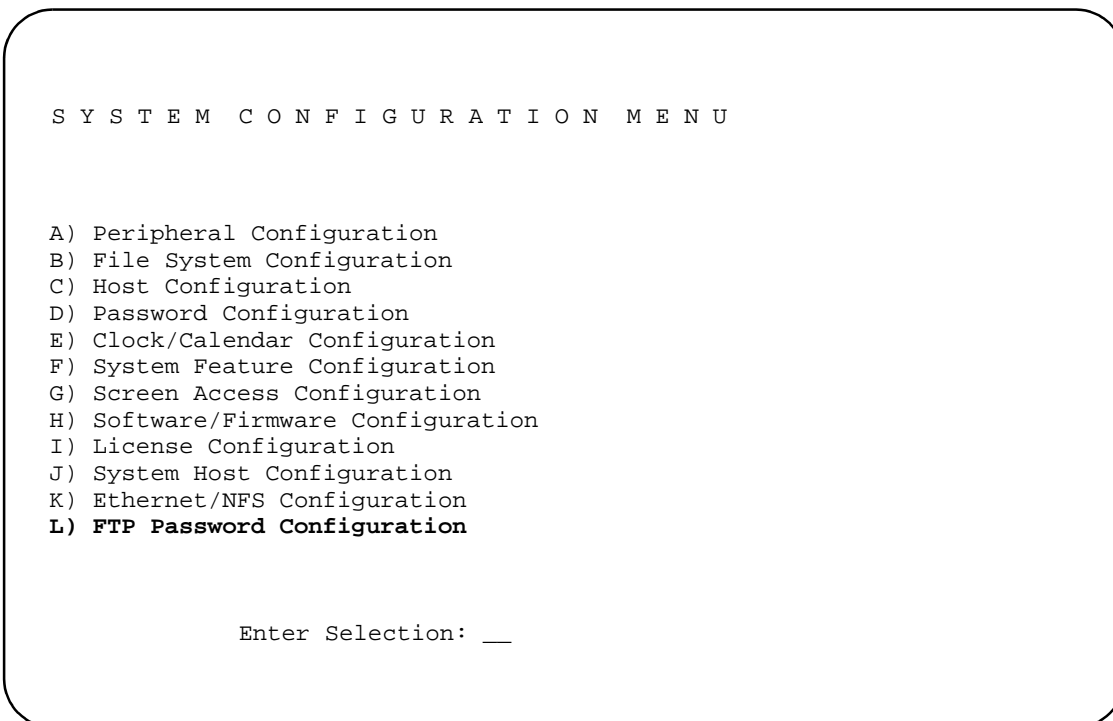 S Y S T E M  C O N F I G U R A T I O N  M E N U
A) Peripheral Configuration
B) File System Configuration
C) Host Configuration
D) Password Configuration
E) Clock/Calendar Configuration
F) System Feature Configuration
G) Screen Access Configuration
H) Software/Firmware Configuration
I) License Configuration
J) System Host Configuration
K) Ethernet/NFS Configuration
L) FTP Password Configuration
Enter Selection: __